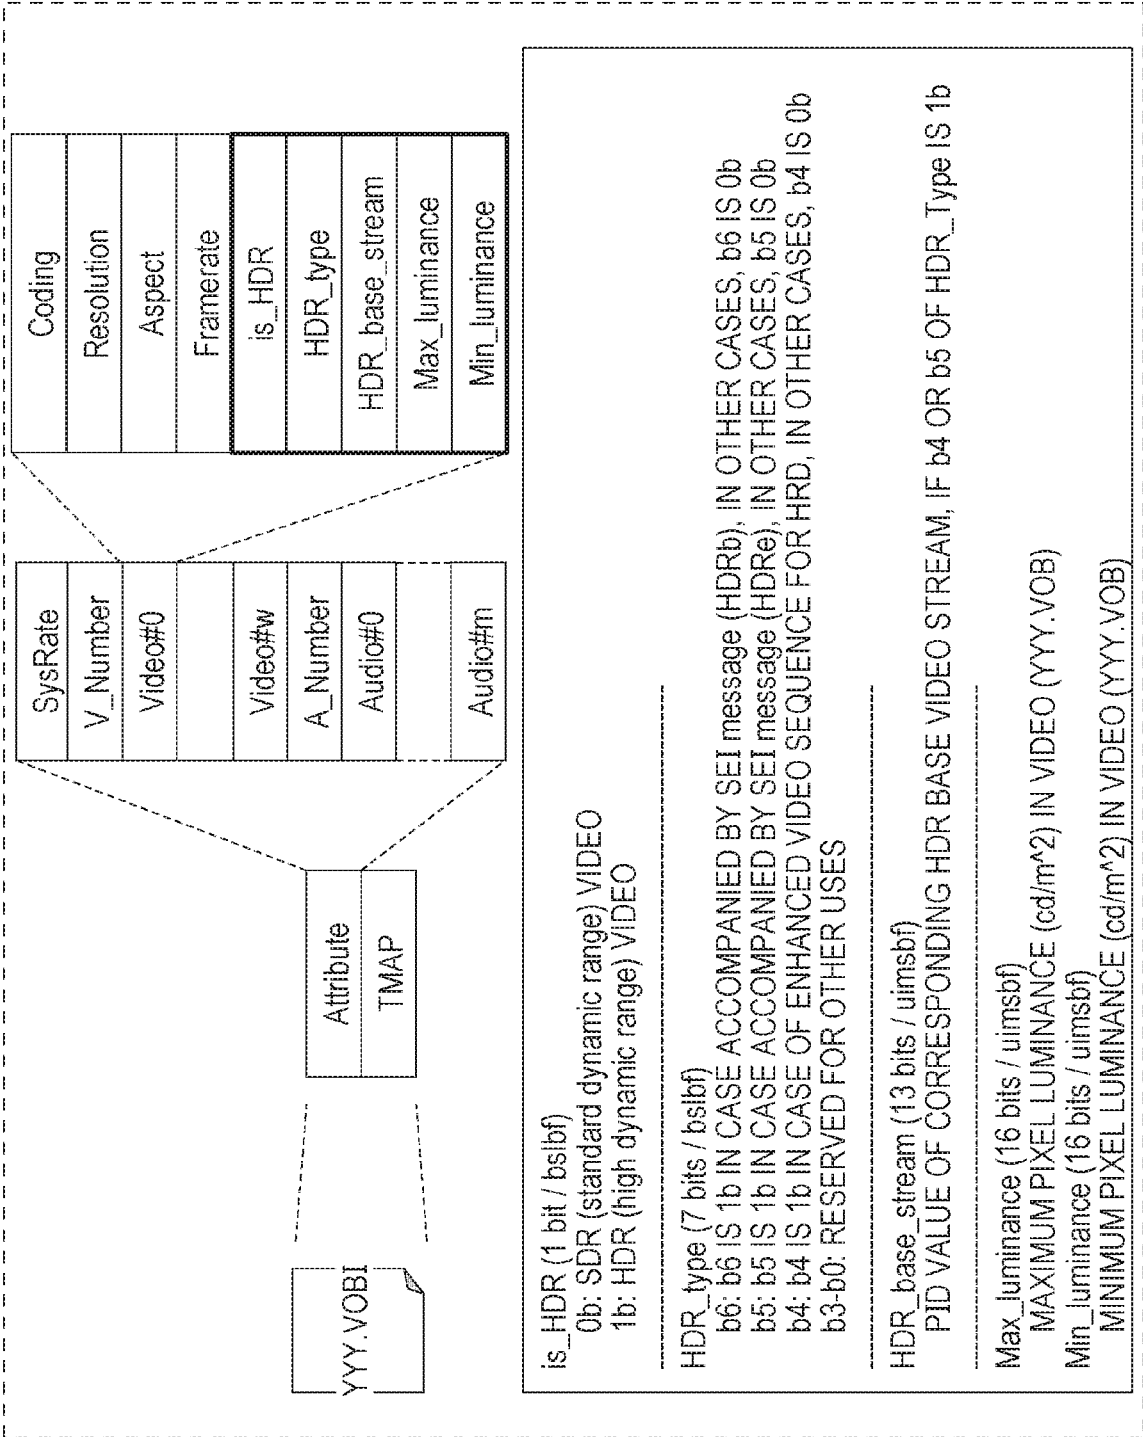 YYY.VOBI
Attribute
TMAP
SysRate
V_Number
Video#0
Video#w
A_Number
Audio#0
Audio#m
Coding
Resolution
Aspect
Framerate
is_HDR
HDR_type
HDR_base_stream
Max_luminance
Min_luminance
is_HDR (1 bit / bslbf)
0b: SDR (standard dynamic range) VIDEO
1b: HDR (high dynamic range) VIDEO
HDR_type (7 bits / bslbf)
b6: b6 IS 1b IN CASE ACCOMPANIED BY SEI message (HDRb), IN OTHER CASES, b6 IS 0b
b5: b5 IS 1b IN CASE ACCOMPANIED BY SEI message (HDRe), IN OTHER CASES, b5 IS 0b
b4: b4 IS 1b IN CASE OF ENHANCED VIDEO SEQUENCE FOR HRD, IN OTHER CASES, b4 IS 0b
b3-b0: RESERVED FOR OTHER USES
HDR_base_stream (13 bits / uimsbf)
PID VALUE OF CORRESPONDING HDR BASE VIDEO STREAM, IF b4 OR b5 OF HDR_Type IS 1b
Max_luminance (16 bits / uimsbf)
MAXIMUM PIXEL LUMINANCE (cd/m^2) IN VIDEO (YYY.VOB)
Min_luminance (16 bits / uimsbf)
MINIMUM PIXEL LUMINANCE (cd/m^2) IN VIDEO (YYY.VOB)